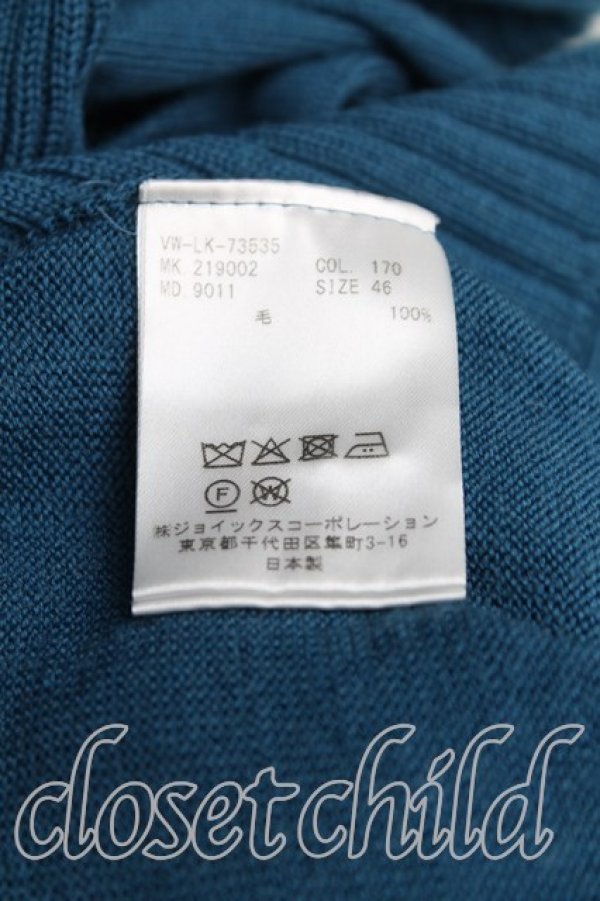 VW-LK-73535
MK. 219002 COL. 170
MD. 9011 SIZE 46
毛 100%
F W
㈱ジョイックスコーポレーション
東京都千代田区隼町3-16
日本製
closet child